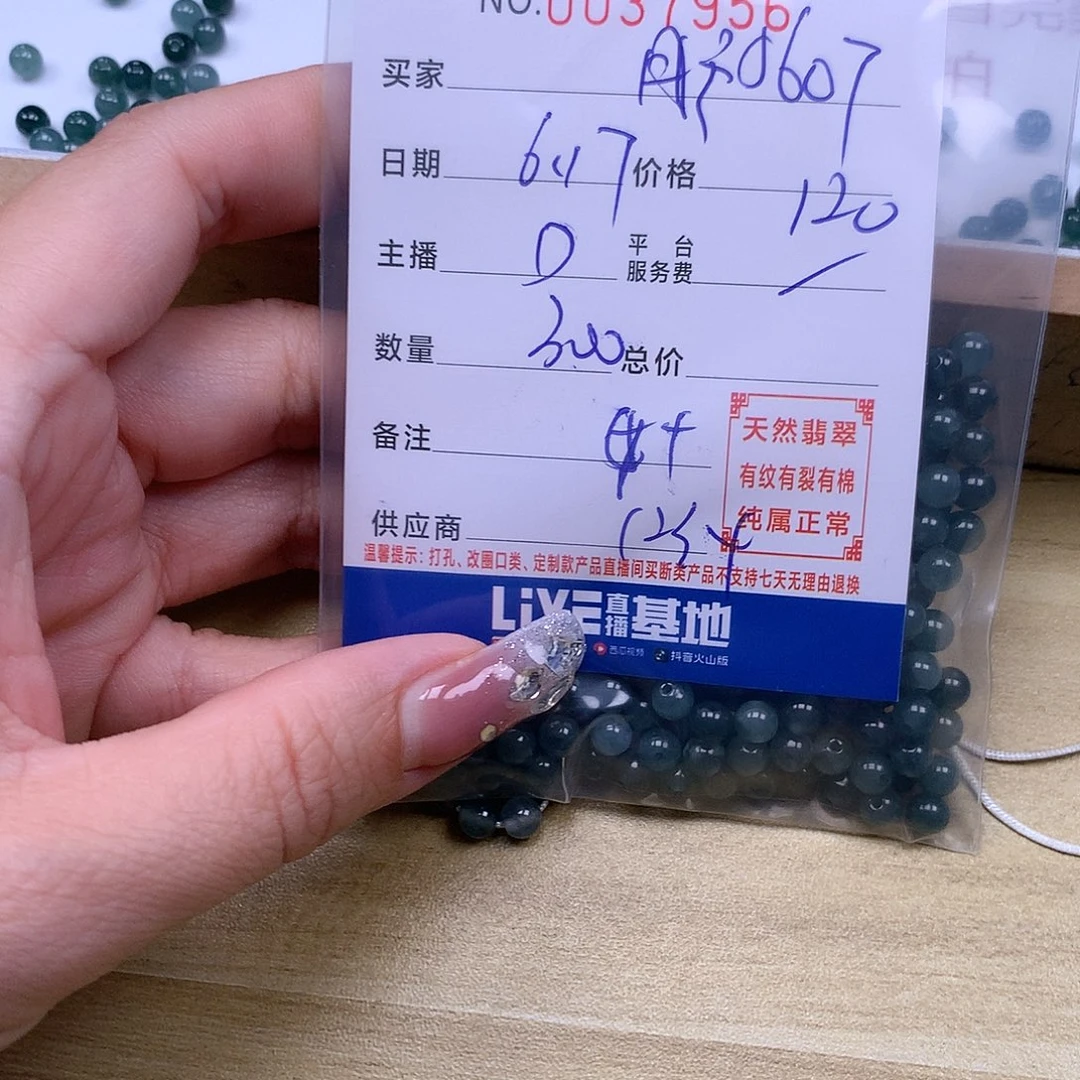 NO.0037956
买家 0607
日期 价格 120
主播 平台服务费 /
数量 300 总价
备注
天然翡翠
有纹有裂有棉
纯属正常
供应商
温馨提示：打孔、改圈口类、定制款产品直播间买断类产品不支持七天无理由退换
LiVE直播基地
西瓜视频 抖音火山版